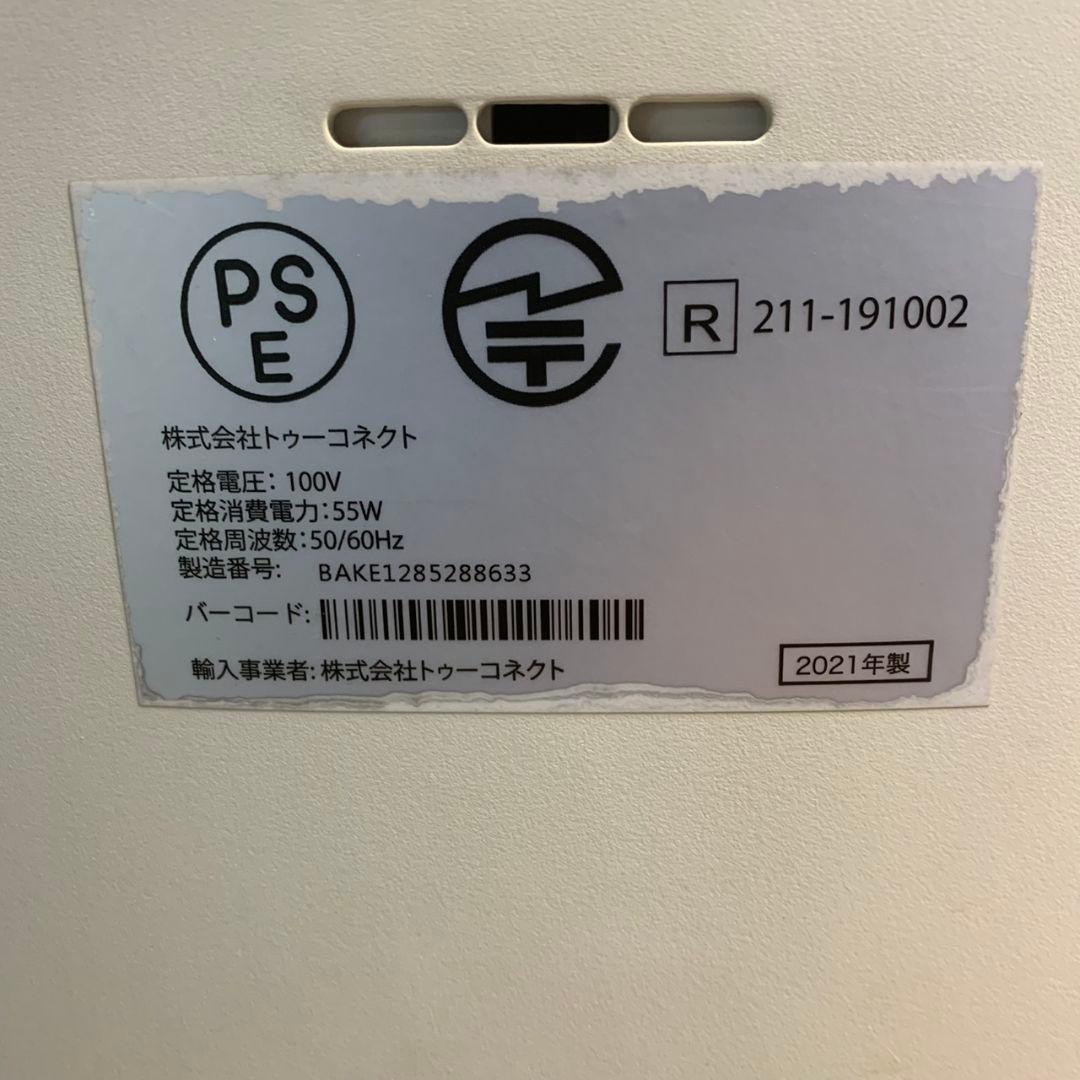 PSE
R 211-191002
株式会社トゥーコネクト
定格電圧: 100V
定格消費電力:55W
定格周波数:50/60Hz
製造番号: BAKE1285288633
バーコード:
輸入事業者: 株式会社トゥーコネクト
2021年製